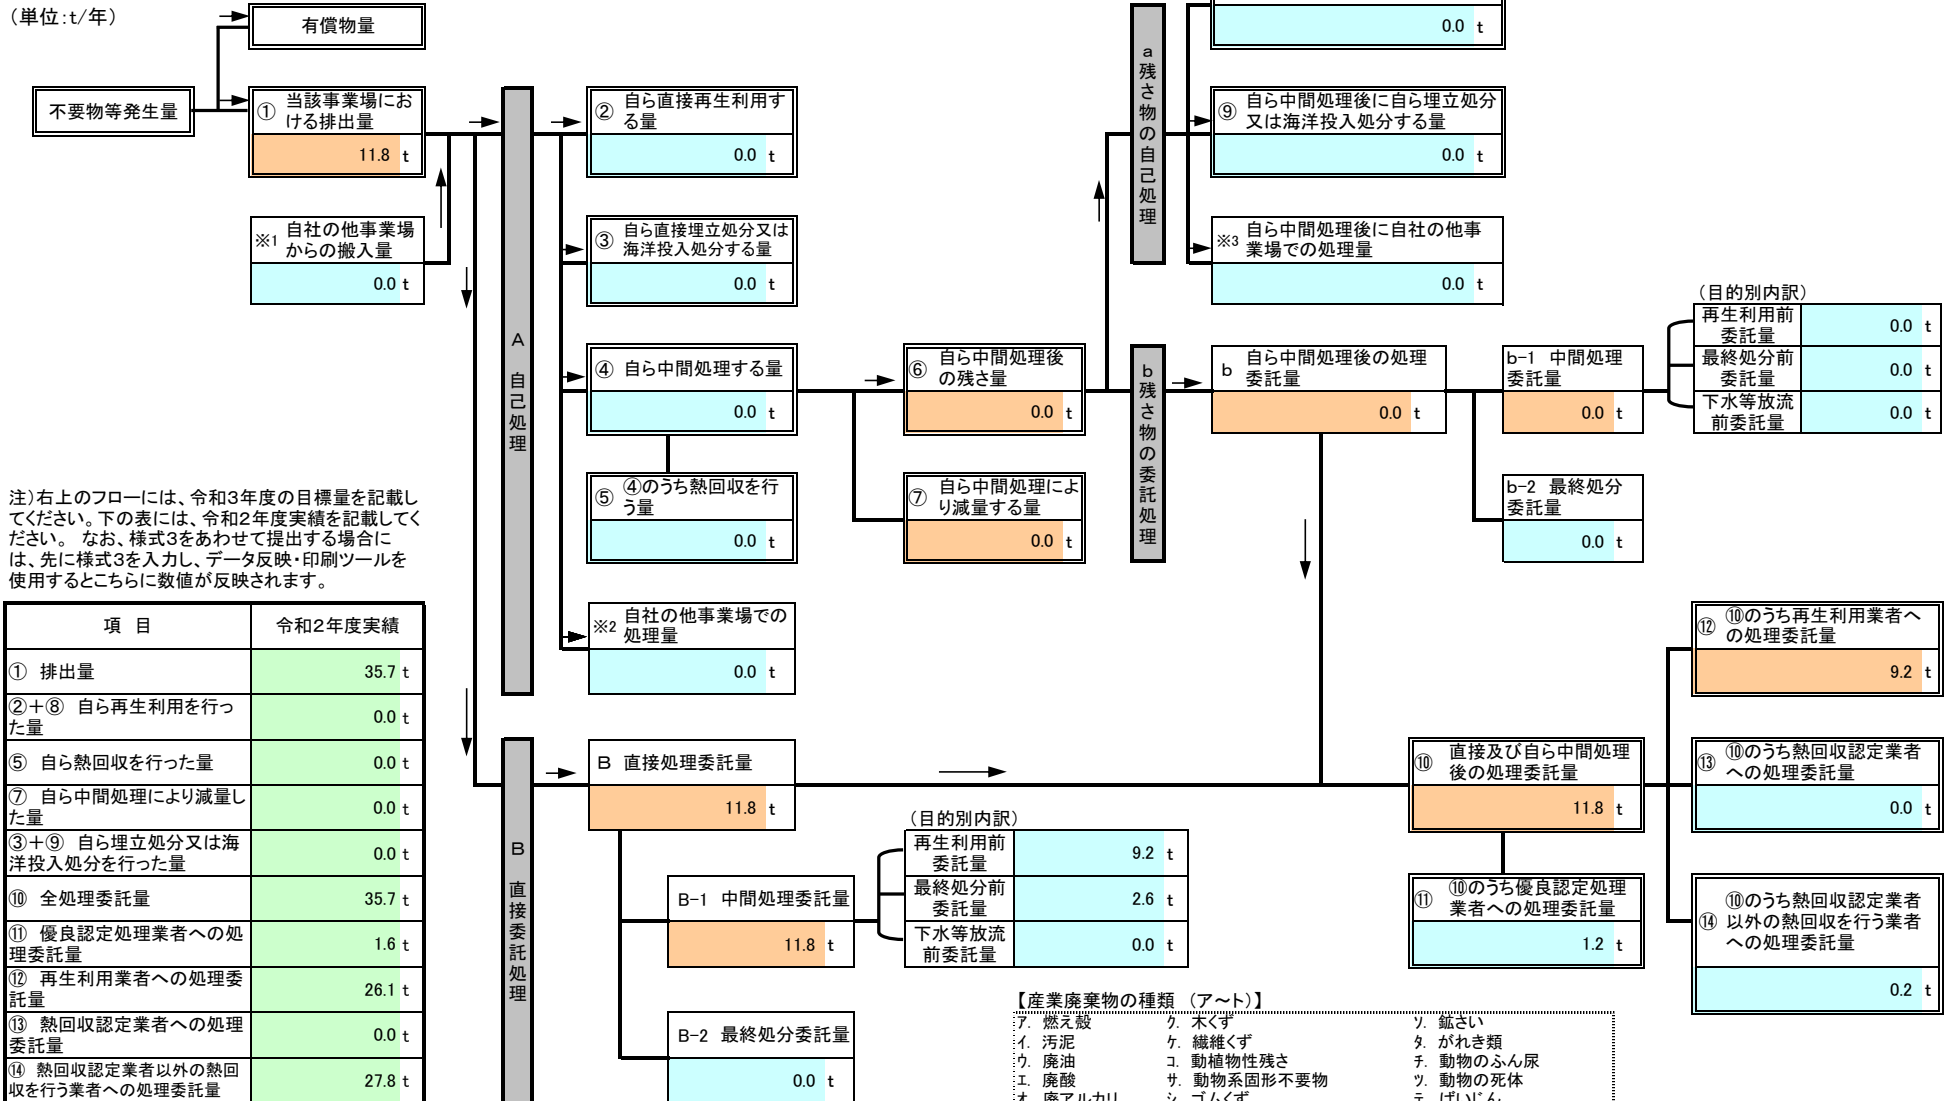 （単位：t/年）
有償物量
不要物等発生量
① 当該事業場にお
ける排出量
11.8 t
※1 自社の他事業場
からの搬入量
0.0 t
A 自己処理
② 自ら直接再生利用す
る量
0.0 t
③ 自ら直接埋立処分又は
海洋投入処分する量
0.0 t
④ 自ら中間処理する量
0.0 t
⑤ ④のうち熱回収を行
う量
0.0 t
※2 自社の他事業場での
処理量
0.0 t
⑥ 自ら中間処理後
の残さ量
0.0 t
⑦ 自ら中間処理によ
り減量する量
0.0 t
a 残さ物の自己処理
0.0 t
⑨ 自ら中間処理後に自ら埋立処分
又は海洋投入処分する量
0.0 t
※3 自ら中間処理後に自社の他事
業場での処理量
0.0 t
b 残さ物の委託処理
b 自ら中間処理後の処理
委託量
0.0 t
b-1 中間処理
委託量
0.0 t
（目的別内訳）
再生利用前
委託量
0.0 t
最終処分前
委託量
0.0 t
下水等放流
前委託量
0.0 t
b-2 最終処分
委託量
0.0 t
注）右上のフローには、令和３年度の目標量を記載し
てください。下の表には、令和２年度実績を記載してく
ださい。 なお、様式３をあわせて提出する場合に
は、先に様式３を入力し、データ反映・印刷ツールを
使用するとこちらに数値が反映されます。
項 目 令和２年度実績
① 排出量 35.7 t
②＋⑧ 自ら再生利用を行っ
た量 0.0 t
⑤ 自ら熱回収を行った量 0.0 t
⑦ 自ら中間処理により減量し
た量 0.0 t
③＋⑨ 自ら埋立処分又は海
洋投入処分を行った量 0.0 t
⑩ 全処理委託量 35.7 t
⑪ 優良認定処理業者への処
理委託量 1.6 t
⑫ 再生利用業者への処理委
託量 26.1 t
⑬ 熱回収認定業者への処理
委託量 0.0 t
⑭ 熱回収認定業者以外の熱回
収を行う業者への処理委託量 27.8 t
B 直接委託処理
B 直接処理委託量
11.8 t
B-1 中間処理委託量
11.8 t
（目的別内訳）
再生利用前
委託量
9.2 t
最終処分前
委託量
2.6 t
下水等放流
前委託量
0.0 t
B-2 最終処分委託量
0.0 t
⑩ 直接及び自ら中間処理
後の処理委託量
11.8 t
⑪ ⑩のうち優良認定処理
業者への処理委託量
1.2 t
⑫ ⑩のうち再生利用業者へ
の処理委託量
9.2 t
⑬ ⑩のうち熱回収認定業者
への処理委託量
0.0 t
⑭ ⑩のうち熱回収認定業者
以外の熱回収を行う業者
への処理委託量
0.2 t
【産業廃棄物の種類 （ア～ト）】
ア. 燃え殻 ク. 木くず ソ. 鉱さい
イ. 汚泥 ケ. 繊維くず タ. がれき類
ウ. 廃油 コ. 動植物性残さ チ. 動物のふん尿
エ. 廃酸 サ. 動物系固形不要物 ツ. 動物の死体
オ. 廃アルカリ シ. ゴムくず テ. ばいじん